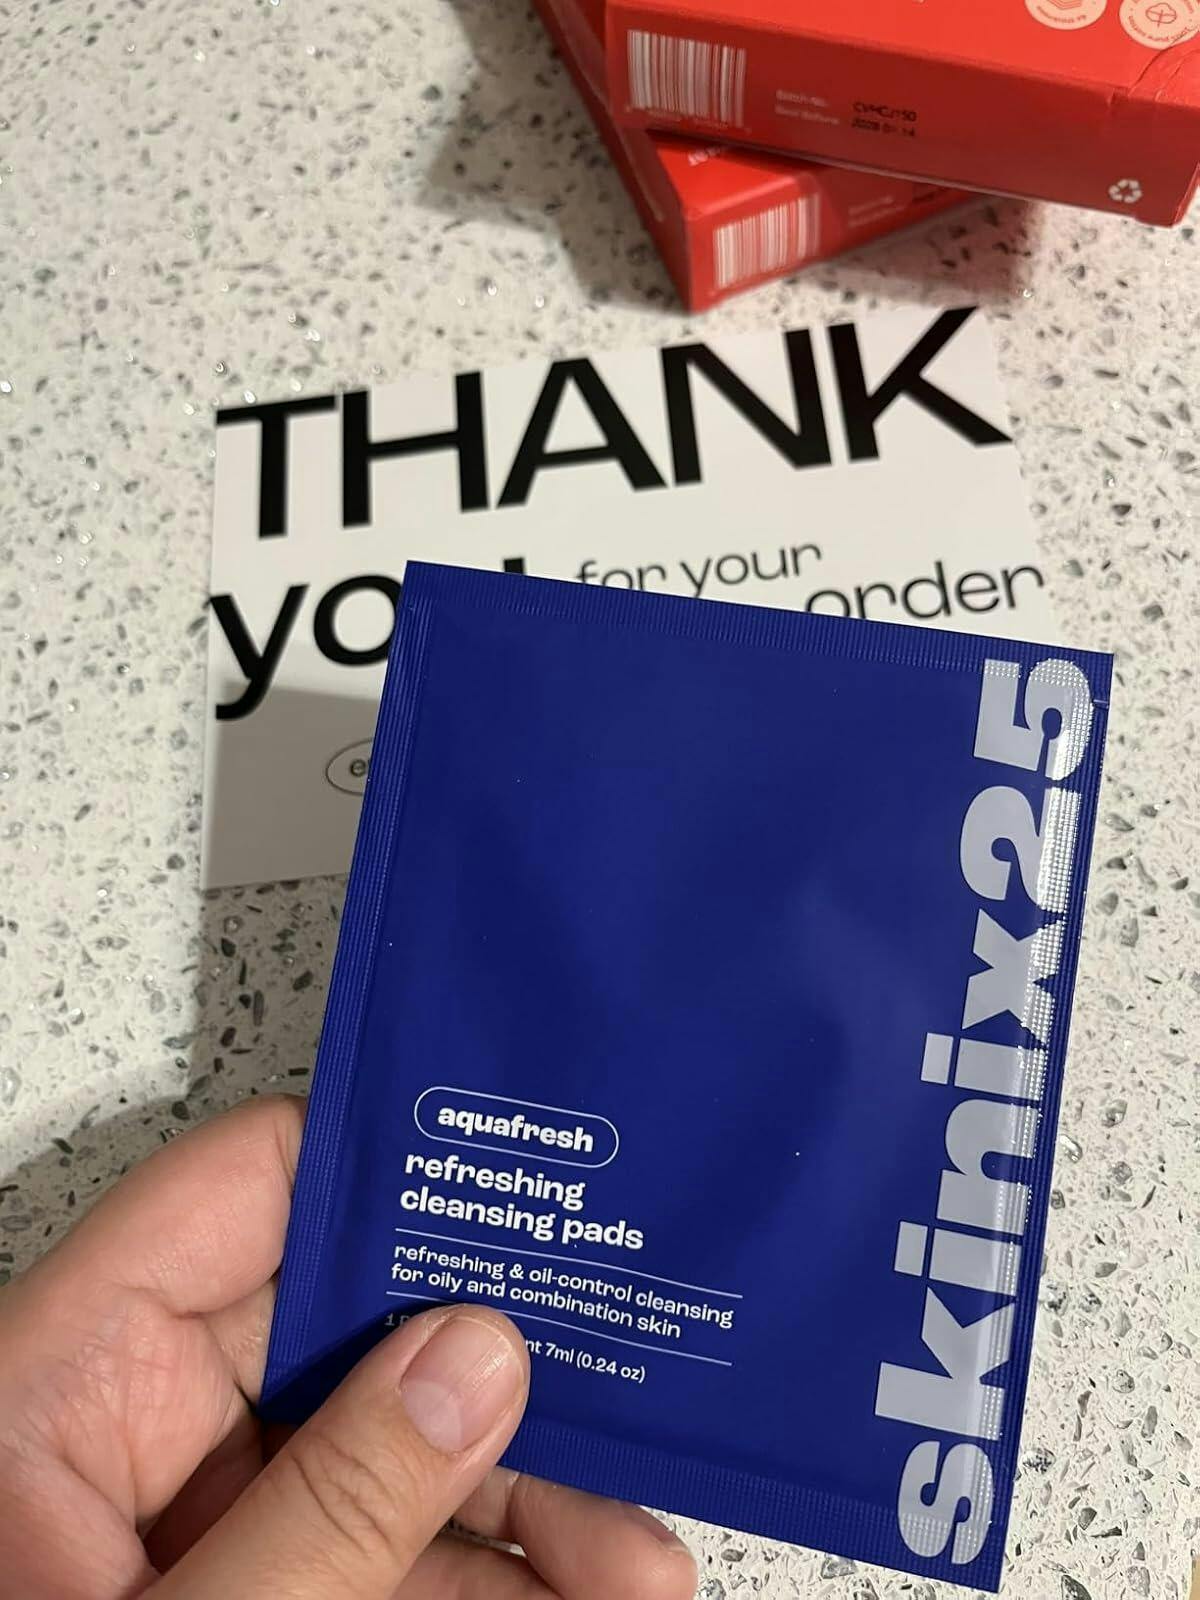 THANK
for your
order
skinix25
aquafresh
refreshing
cleansing pads
refreshing & oil-control cleansing
for oily and combination skin
7ml (0.24 oz)